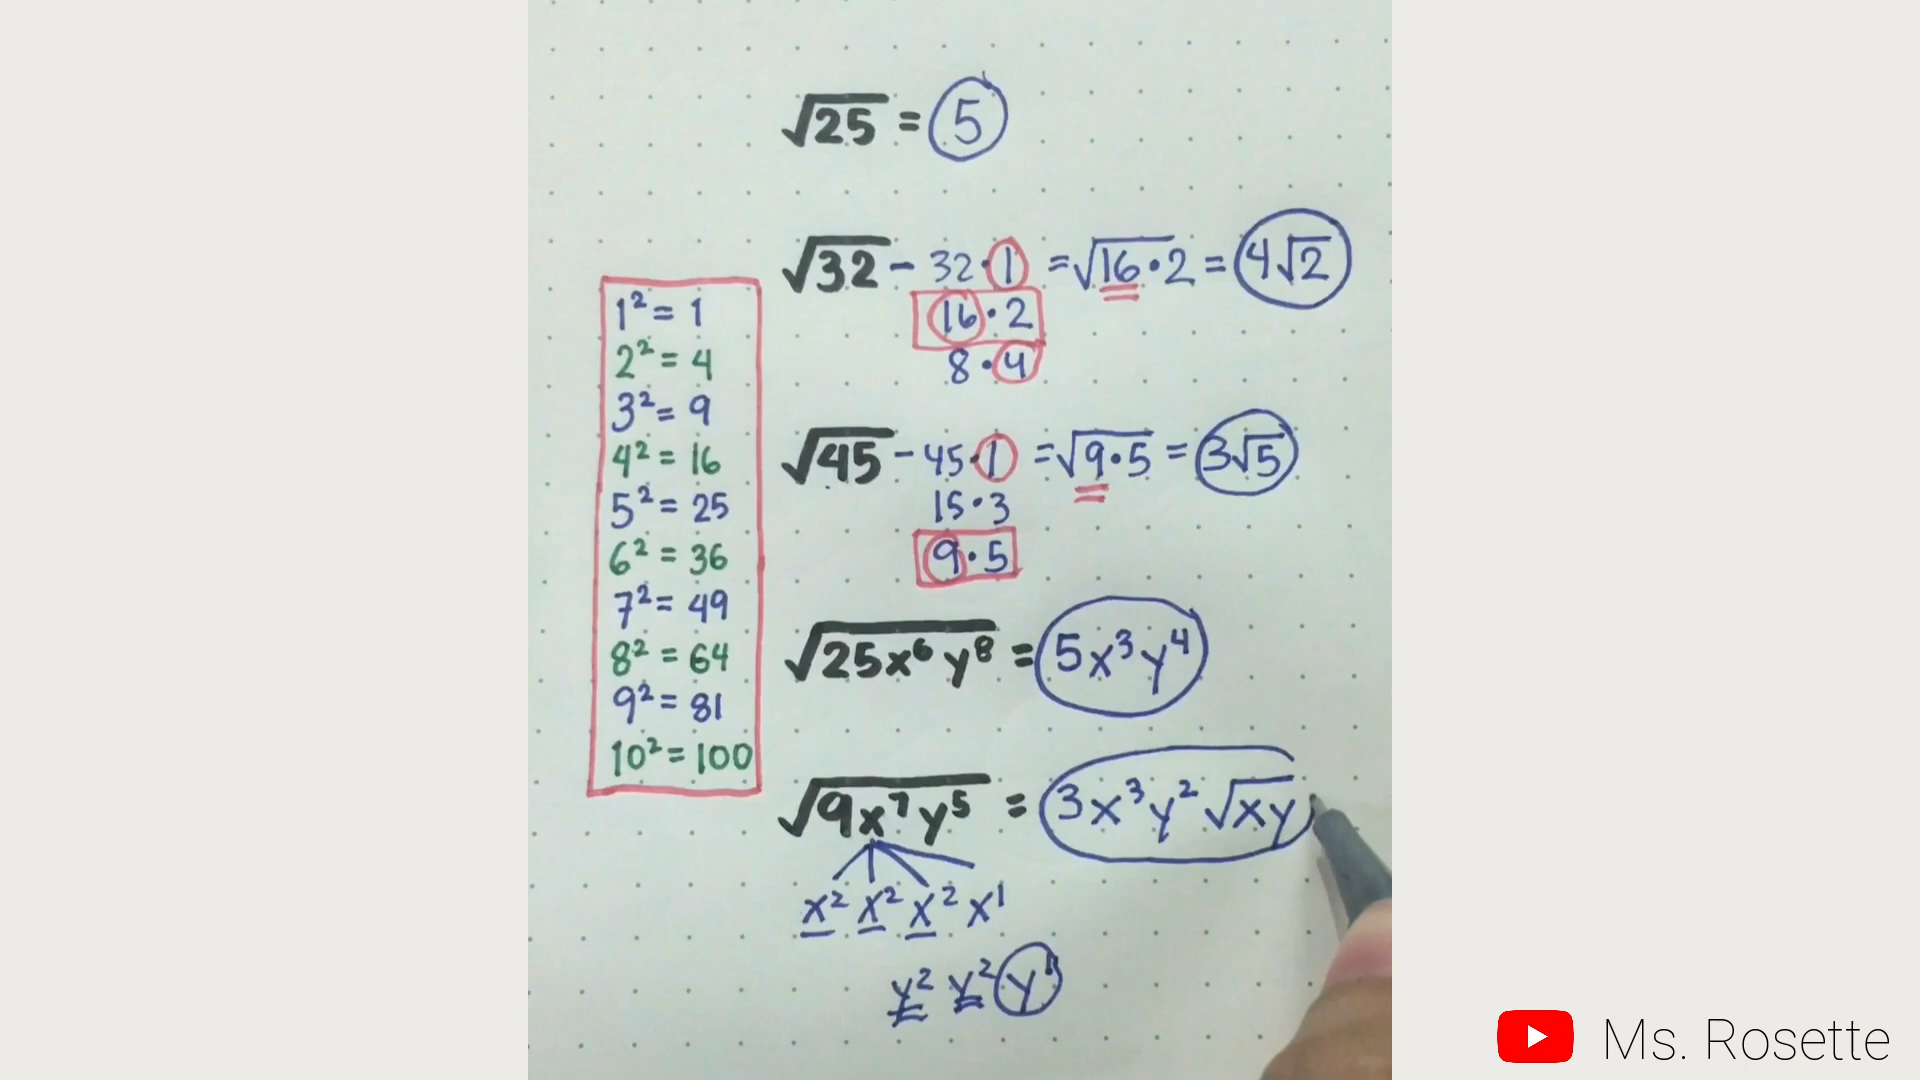 √25 = 5
√32 - 32·1 = √16·2 = 4√2
16·2
8·4
√45 - 45·1 = √9·5 = 3√5
15·3
9·5
√25x⁶y⁸ = 5x³y⁴
√9x⁷y⁵ = 3x³y²√xy
x² x² x² x¹
y² y² y¹
1² = 1
2² = 4
3² = 9
4² = 16
5² = 25
6² = 36
7² = 49
8² = 64
9² = 81
10² = 100
Ms. Rosette